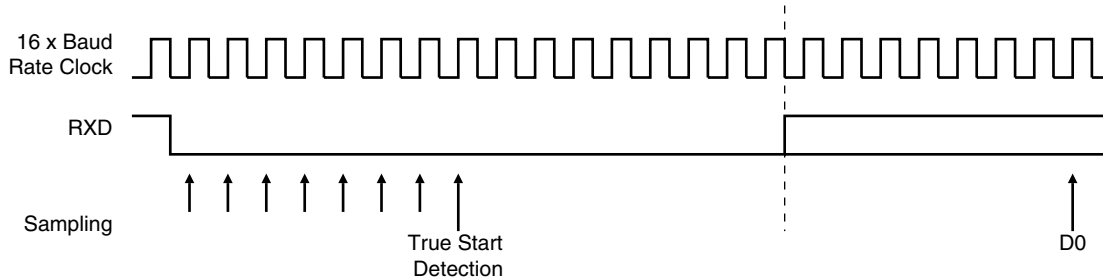 16 x Baud
Rate Clock
RXD
Sampling
True Start
Detection
D0